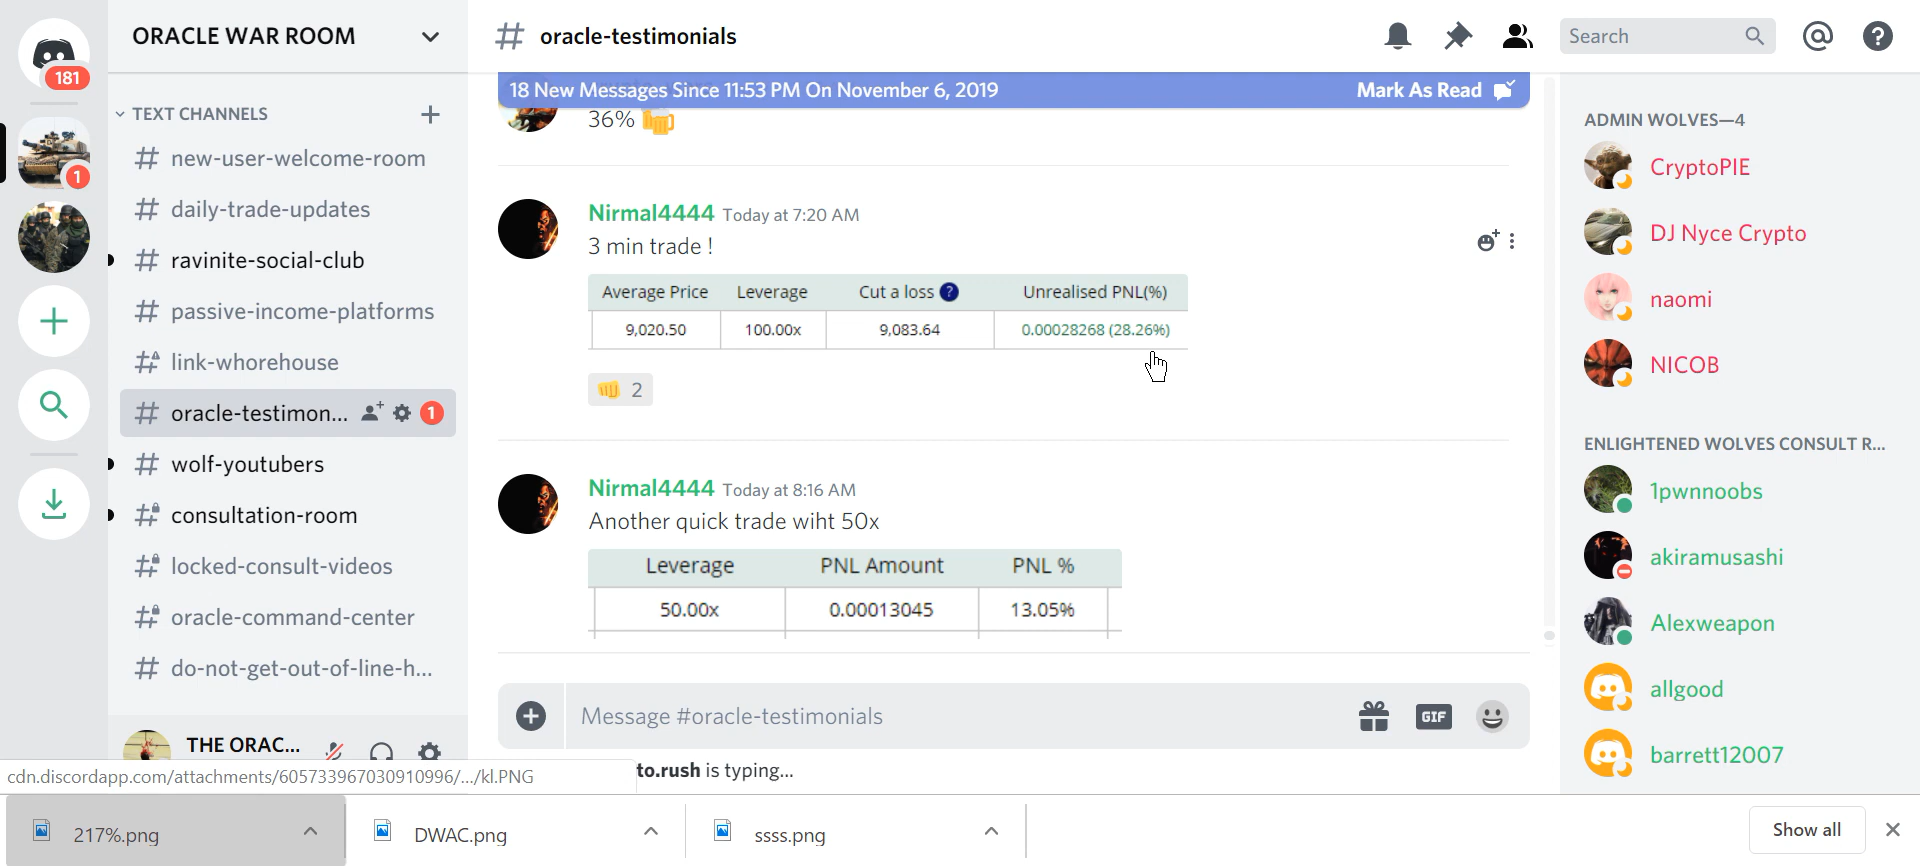 181
1
ORACLE WAR ROOM
TEXT CHANNELS
# new-user-welcome-room
# daily-trade-updates
# ravinite-social-club
# passive-income-platforms
# link-whorehouse
# oracle-testimon... 1
# wolf-youtubers
# consultation-room
# locked-consult-videos
# oracle-command-center
# do-not-get-out-of-line-h...
THE ORAC...
cdn.discordapp.com/attachments/605733967030910996/.../kl.PNG
# oracle-testimonials
Search
18 New Messages Since 11:53 PM On November 6, 2019 Mark As Read
36%
Nirmal4444 Today at 7:20 AM
3 min trade !
Average Price Leverage Cut a loss ? Unrealised PNL(%)
9,020.50 100.00x 9,083.64 0.00028268 (28.26%)
2
Nirmal4444 Today at 8:16 AM
Another quick trade wiht 50x
Leverage PNL Amount PNL %
50.00x 0.00013045 13.05%
Message #oracle-testimonials
GIF
to.rush is typing...
ADMIN WOLVES—4
CryptoPIE
DJ Nyce Crypto
naomi
NICOB
ENLIGHTENED WOLVES CONSULT R...
1pwnnoobs
akiramusashi
Alexweapon
allgood
barrett12007
217%.png
DWAC.png
ssss.png
Show all